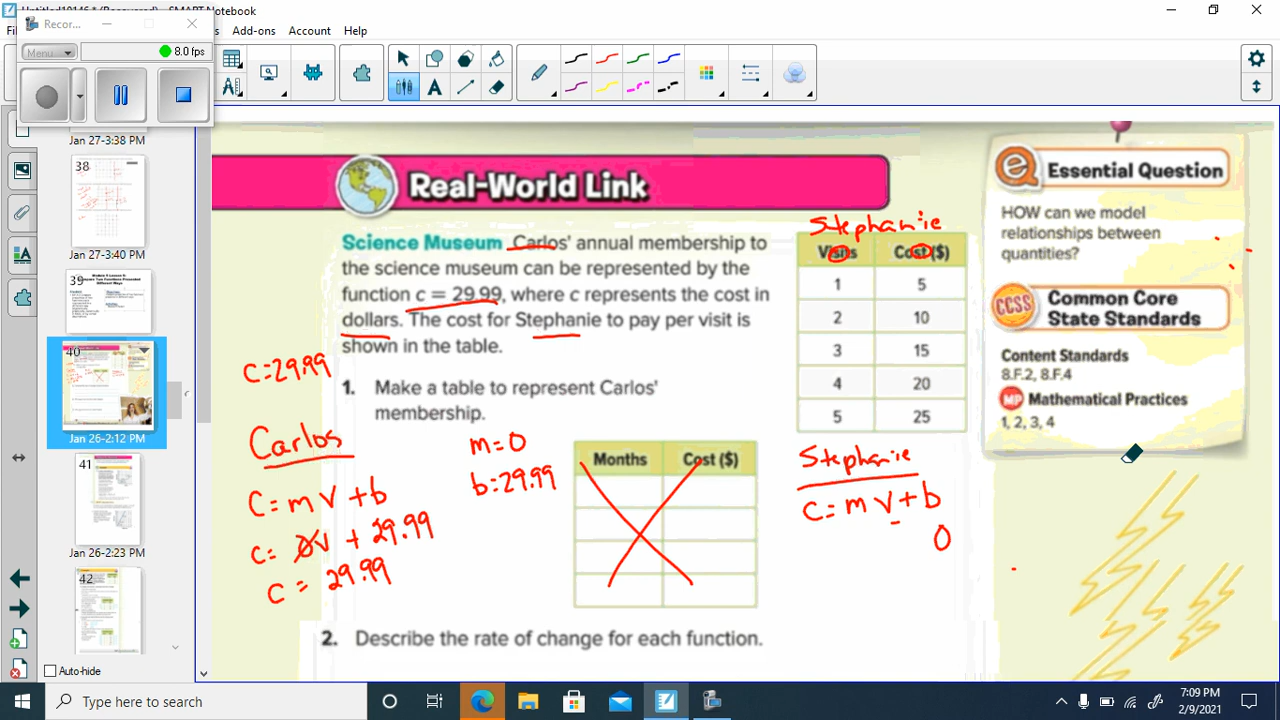 Untitled10146 * - SMART Notebook
Recor...
Menu
8.0 fps
Add-ons Account Help
Jan 27-3:38 PM
38
Jan 27-3:40 PM
39
40
Jan 26-2:12 PM
41
Jan 26-2:23 PM
42
Auto-hide
Real-World Link
Science Museum Carlos' annual membership to
the science museum can be represented by the
function c = 29.99, where c represents the cost in
dollars. The cost for Stephanie to pay per visit is
shown in the table.
Stephanie
Visits Cost ($)
1 5
2 10
3 15
4 20
5 25
Essential Question
HOW can we model
relationships between
quantities?
CCSS Common Core
State Standards
Content Standards
8.F.2, 8.F.4
MP Mathematical Practices
1, 2, 3, 4
C=29.99
1. Make a table to represent Carlos'
membership.
Carlos
C= m v +b
C= 0v + 29.99
C = 29.99
m=0
b=29.99
Months Cost ($)
Stephanie
C= m v+ b
0
2. Describe the rate of change for each function.
Type here to search
7:09 PM
2/9/2021